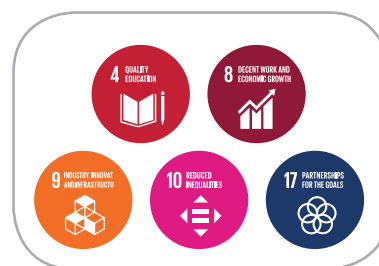 4 QUALITY
EDUCATION
8 DECENT WORK AND
ECONOMIC GROWTH
9 INDUSTRY, INNOVAT
ANDINFRASTRUCTU
10 REDUCED
INEQUALITIES
17 PARTNERSHIPS
FOR THE GOALS